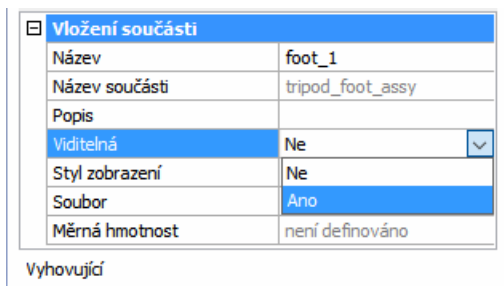 Vložení součásti
Název foot_1
Název součásti tripod_foot_assy
Popis
Viditelná Ne
Styl zobrazení Ne
Soubor Ano
Měrná hmotnost není definováno
Vyhovující